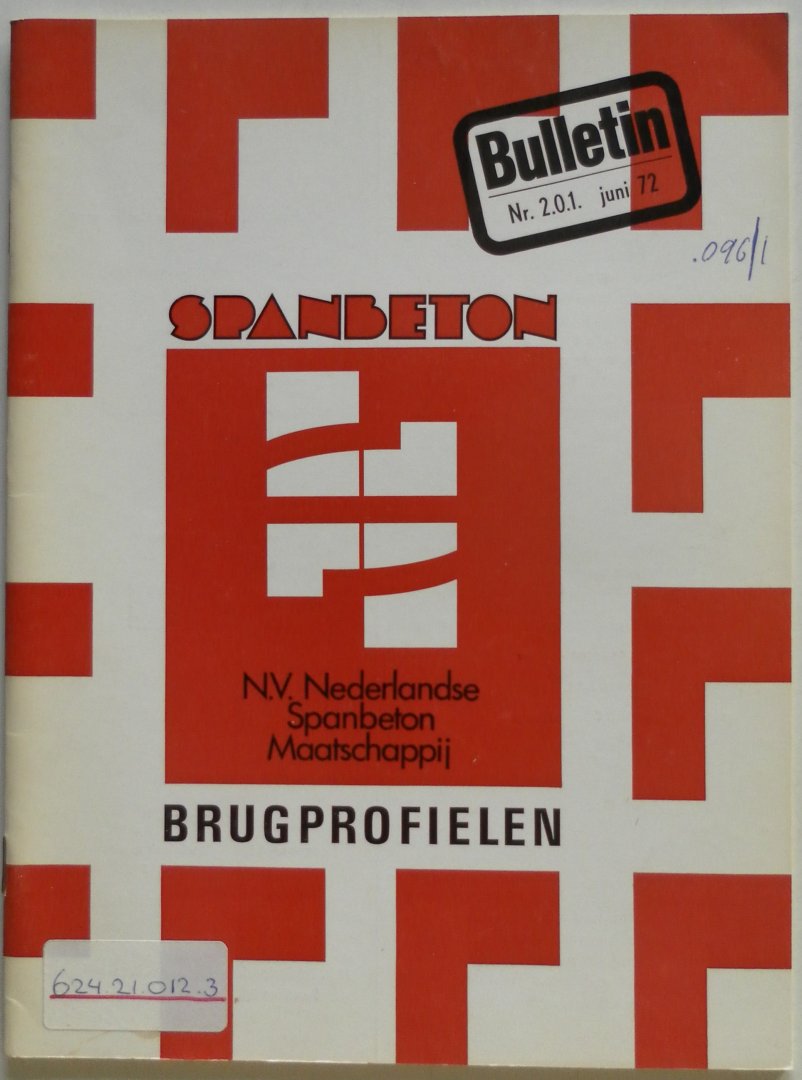 Bulletin
Nr. 2.0.1. juni 72
.096/1
SPANBETON
N.V. Nederlandse
Spanbeton
Maatschappij
BRUGPROFIELEN
624.21.012.3